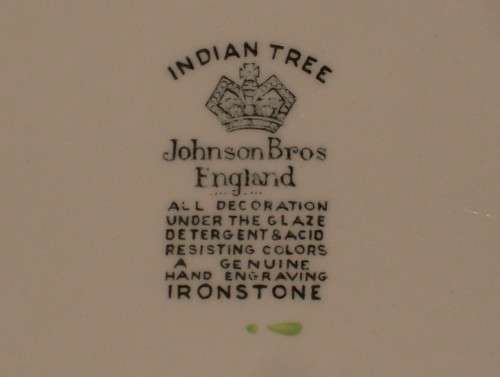 INDIAN TREE
Johnson Bros
England
ALL DECORATION
UNDER THE GLAZE
DETERGENT & ACID
RESISTING COLORS
A GENUINE
HAND ENGRAVING
IRONSTONE